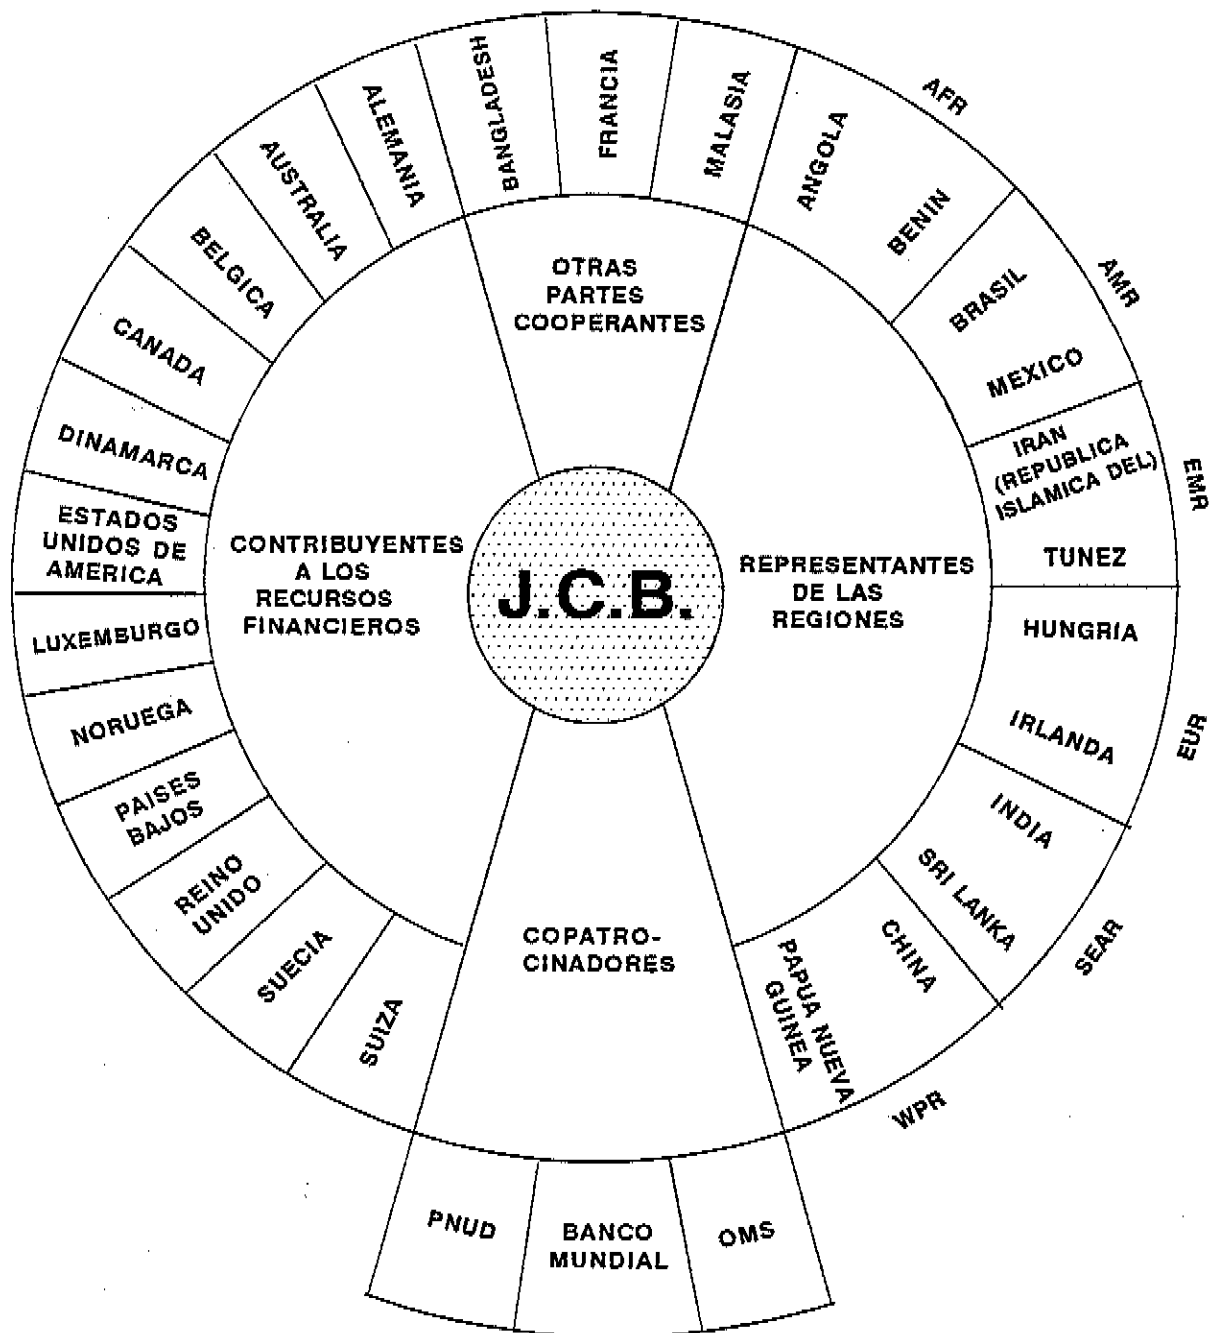 BANGLADESH
FRANCIA
MALASIA
ANGOLA
BENIN
AFR
BRASIL
MEXICO
AMR
IRAN
(REPUBLICA
ISLAMICA DEL)
TUNEZ
EMR
HUNGRIA
IRLANDA
EUR
INDIA
SRI LANKA
SEAR
CHINA
PAPUA NUEVA
GUINEA
WPR
ALEMANIA
AUSTRALIA
BELGICA
CANADA
DINAMARCA
ESTADOS
UNIDOS DE
AMERICA
LUXEMBURGO
NORUEGA
PAISES
BAJOS
REINO
UNIDO
SUECIA
SUIZA
OTRAS
PARTES
COOPERANTES
CONTRIBUYENTES
A LOS
RECURSOS
FINANCIEROS
J.C.B.
REPRESENTANTES
DE LAS
REGIONES
COPATRO-
CINADORES
PNUD
BANCO
MUNDIAL
OMS